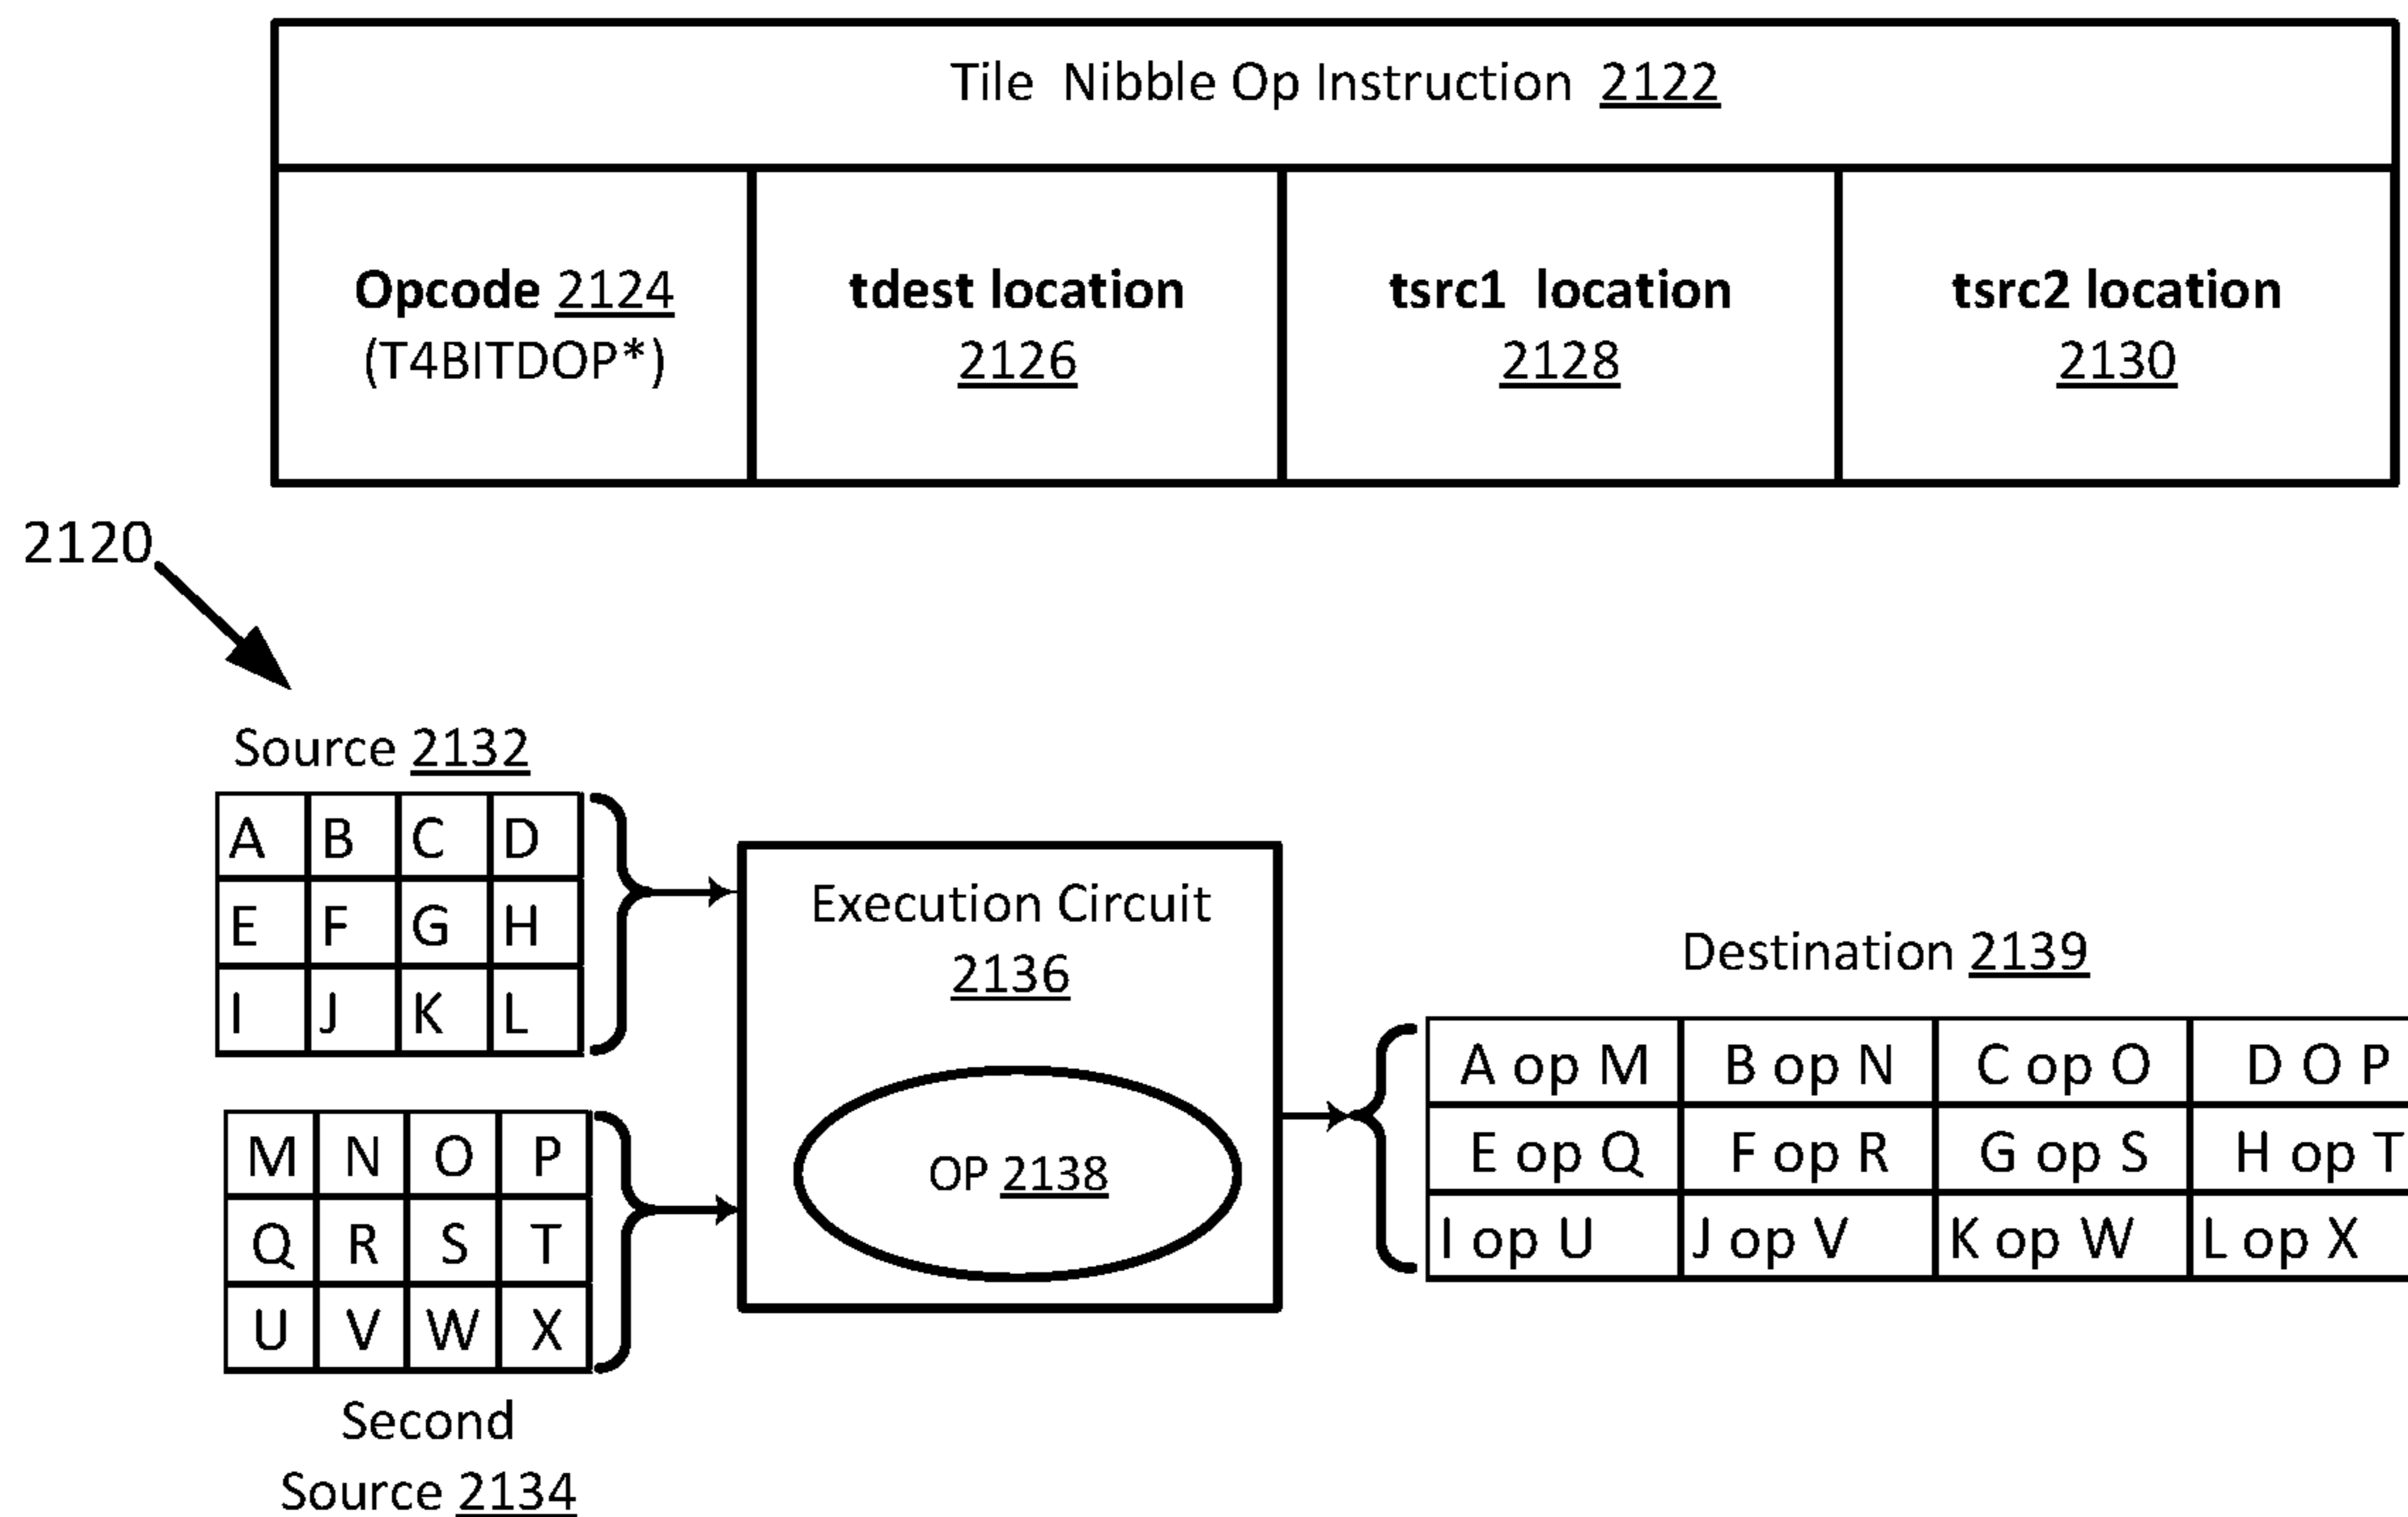 Tile Nibble Op Instruction 2122
Opcode 2124
(T4BITDOP*)
tdest location
2126
tsrc1 location
2128
tsrc2 location
2130
2120
Source 2132
A B C D
E F G H
I J K L
M N O P
Q R S T
U V W X
Second
Source 2134
Execution Circuit
2136
OP 2138
Destination 2139
A op M B op N C op O D O P
E op Q F op R G op S H op T
I op U J op V K op W L op X